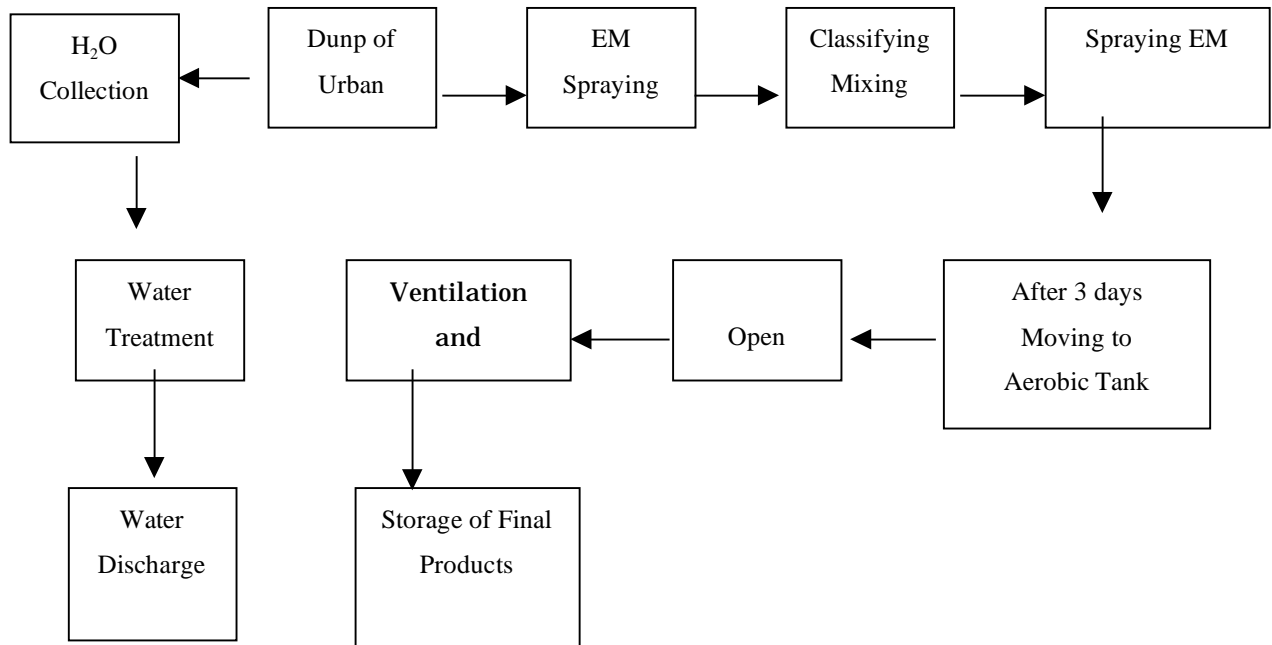 H₂O
Collection
Dunp of
Urban
EM
Spraying
Classifying
Mixing
Spraying EM
Water
Treatment
Ventilation
and
Open
After 3 days
Moving to
Aerobic Tank
Water
Discharge
Storage of Final
Products